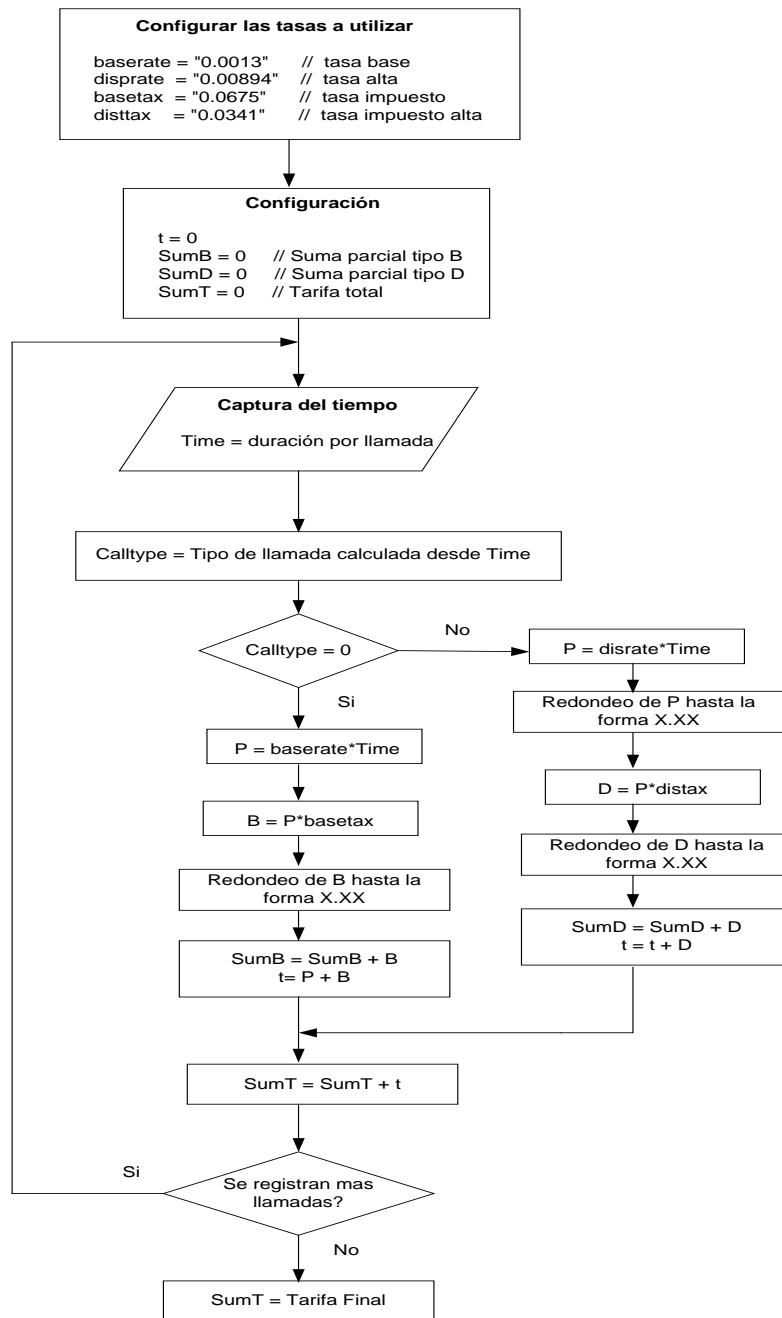 Configurar las tasas a utilizar
baserate = "0.0013" // tasa base
disprate = "0.00894" // tasa alta
basetax = "0.0675" // tasa impuesto
disttax = "0.0341" // tasa impuesto alta
Configuración
t = 0
SumB = 0 // Suma parcial tipo B
SumD = 0 // Suma parcial tipo D
SumT = 0 // Tarifa total
Captura del tiempo
Time = duración por llamada
Calltype = Tipo de llamada calculada desde Time
Calltype = 0
No
Si
P = disrate*Time
Redondeo de P hasta la
forma X.XX
D = P*distax
Redondeo de D hasta la
forma X.XX
SumD = SumD + D
t = t + D
P = baserate*Time
B = P*basetax
Redondeo de B hasta la
forma X.XX
SumB = SumB + B
t= P + B
SumT = SumT + t
Se registran mas
llamadas?
Si
No
SumT = Tarifa Final